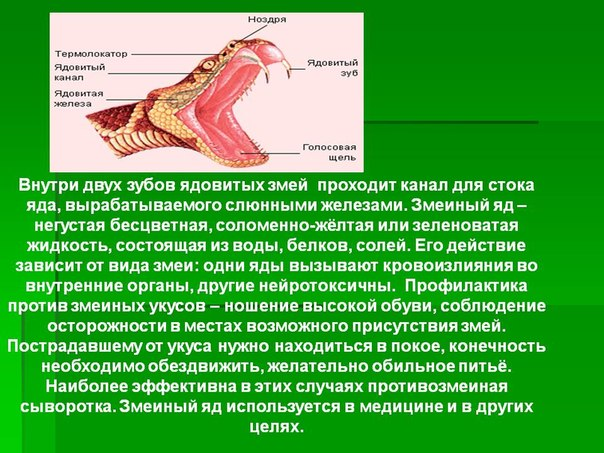 Ноздря
Термолокатор
Ядовитый
канал
Ядовитый
зуб
Ядовитая
железа
Голосовая
щель
Внутри двух зубов ядовитых змей проходит канал для стока
яда, вырабатываемого слюнными железами. Змеиный яд –
негустая бесцветная, соломенно-жёлтая или зеленоватая
жидкость, состоящая из воды, белков, солей. Его действие
зависит от вида змеи: одни яды вызывают кровоизлияния во
внутренние органы, другие нейротоксичны. Профилактика
против змеиных укусов – ношение высокой обуви, соблюдение
осторожности в местах возможного присутствия змей.
Пострадавшему от укуса нужно находиться в покое, конечность
необходимо обездвижить, желательно обильное питьё.
Наиболее эффективна в этих случаях противозмеиная
сыворотка. Змеиный яд используется в медицине и в других
целях.